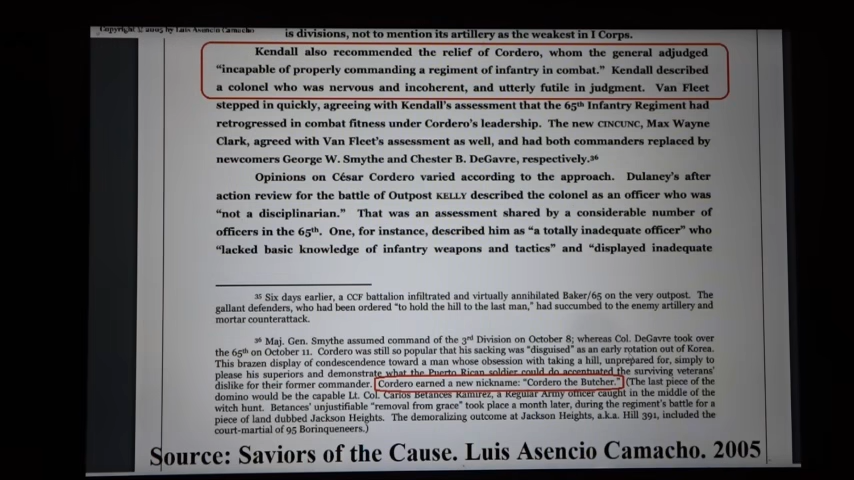 Copyright © 2005 by Luis Asencio Camacho
is divisions, not to mention its artillery as the weakest in I Corps.
Kendall also recommended the relief of Cordero, whom the general adjudged
“incapable of properly commanding a regiment of infantry in combat.” Kendall described
a colonel who was nervous and incoherent, and utterly futile in judgment. Van Fleet
stepped in quickly, agreeing with Kendall’s assessment that the 65th Infantry Regiment had
retrogressed in combat fitness under Cordero’s leadership. The new CINCUNC, Max Wayne
Clark, agreed with Van Fleet’s assessment as well, and had both commanders replaced by
newcomers George W. Smythe and Chester B. DeGavre, respectively.36
Opinions on César Cordero varied according to the approach. Dulaney’s after
action review for the battle of Outpost KELLY described the colonel as an officer who was
“not a disciplinarian.” That was an assessment shared by a considerable number of
officers in the 65th. One, for instance, described him as “a totally inadequate officer” who
“lacked basic knowledge of infantry weapons and tactics” and “displayed inadequate
35 Six days earlier, a CCF battalion infiltrated and virtually annihilated Baker/65 on the very outpost. The
gallant defenders, who had been ordered “to hold the hill to the last man,” had succumbed to the enemy artillery and
mortar counterattack.
36 Maj. Gen. Smythe assumed command of the 3rd Division on October 8; whereas Col. DeGavre took over
the 65th on October 11. Cordero was still so popular that his sacking was “disguised” as an early rotation out of Korea.
This brazen display of condescendence toward a man whose obsession with taking a hill, unprepared for, simply to
please his superiors and demonstrate what the Puerto Rican soldier could do accentuated the surviving veterans’
dislike for their former commander. Cordero earned a new nickname: “Cordero the Butcher.” (The last piece of the
domino would be the capable Lt. Col. Carlos Betances Ramírez, a Regular Army officer caught in the middle of the
witch hunt. Betances’ unjustifiable “removal from grace” took place a month later, during the regiment’s battle for a
piece of land dubbed Jackson Heights. The demoralizing outcome at Jackson Heights, a.k.a. Hill 391, included the
court-martial of 95 Borinqueneers.)
Source: Saviors of the Cause. Luis Asencio Camacho. 2005